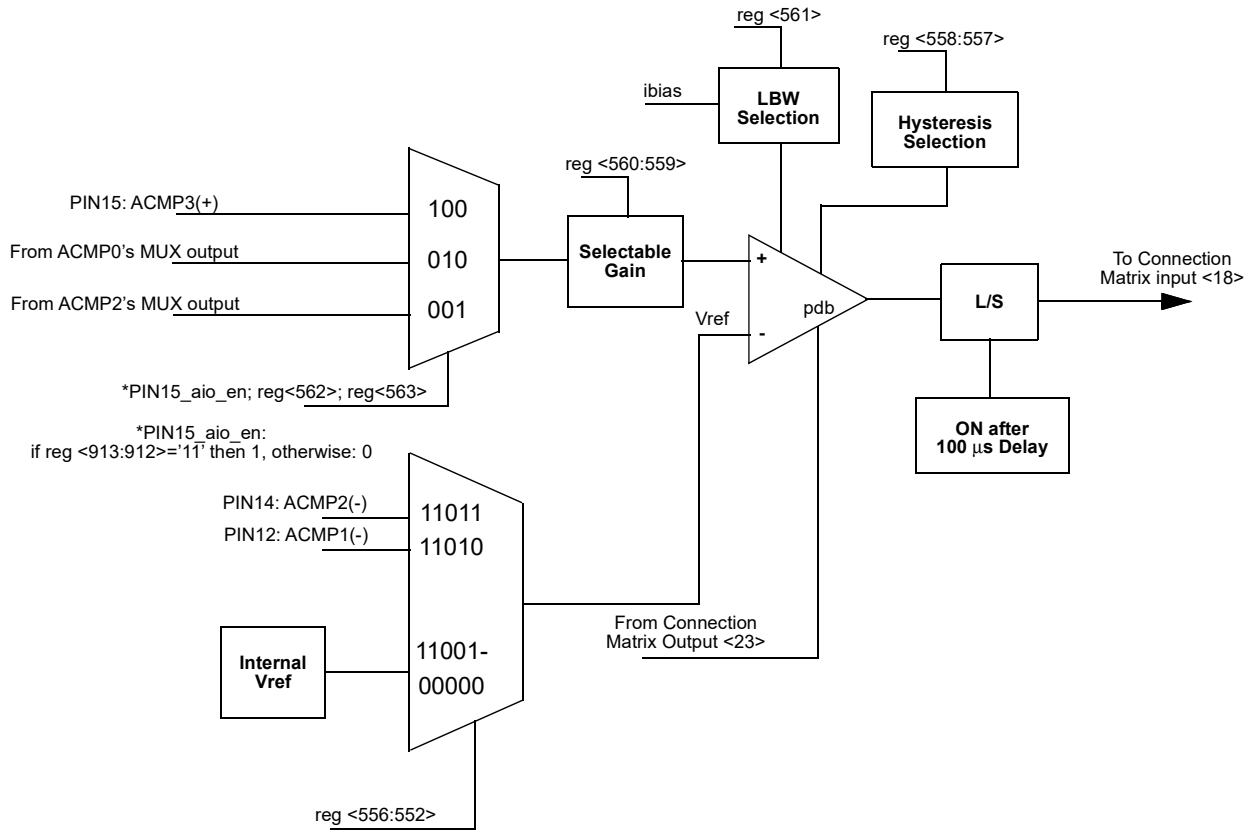 reg <561>
reg <558:557>
ibias
LBW
Selection
Hysteresis
Selection
reg <560:559>
PIN15: ACMP3(+)
100
From ACMP0's MUX output
010
Selectable
Gain
+
From ACMP2's MUX output
001
To Connection
Matrix input <18>
L/S
pdb
Vref
-
*PIN15_aio_en; reg<562>; reg<563>
*PIN15_aio_en:
if reg <913:912>='11' then 1, otherwise: 0
ON after
100 μs Delay
PIN14: ACMP2(-)
11011
PIN12: ACMP1(-)
11010
From Connection
Matrix Output <23>
Internal
Vref
11001-
00000
reg <556:552>